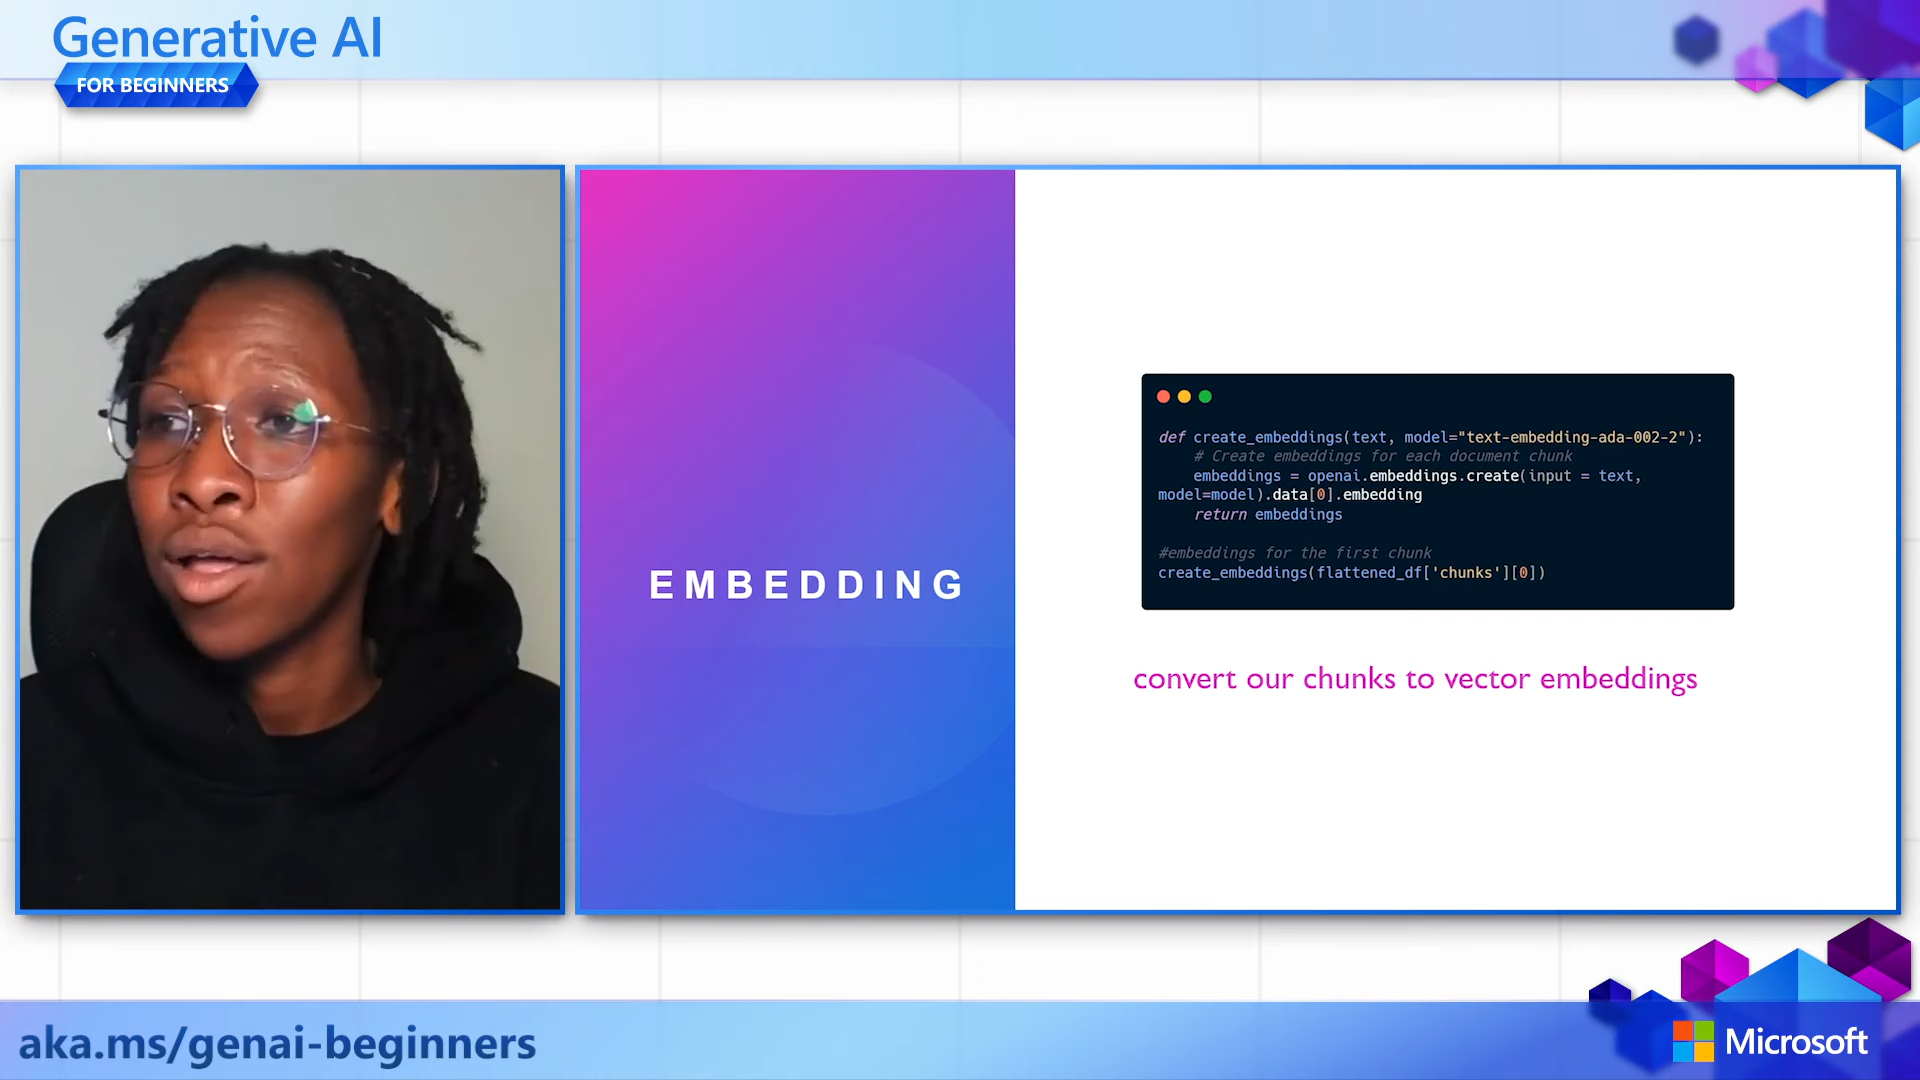 Generative AI
FOR BEGINNERS
EMBEDDING
def create_embeddings(text, model="text-embedding-ada-002-2"):
    # Create embeddings for each document chunk
    embeddings = openai.embeddings.create(input = text,
model=model).data[0].embedding
    return embeddings
#embeddings for the first chunk
create_embeddings(flattened_df['chunks'][0])
convert our chunks to vector embeddings
aka.ms/genai-beginners
Microsoft